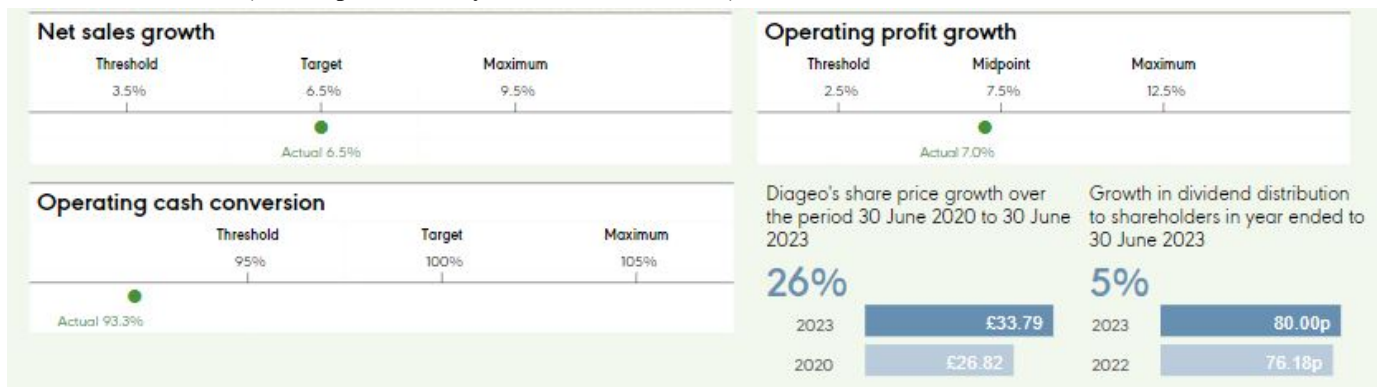 Net sales growth
Threshold Target Maximum
3.5% 6.5% 9.5%
Actual 6.5%
Operating profit growth
Threshold Midpoint Maximum
2.5% 7.5% 12.5%
Actual 7.0%
Operating cash conversion
Threshold Target Maximum
95% 100% 105%
Actual 93.3%
Diageo's share price growth over
the period 30 June 2020 to 30 June
2023
26%
2023 £33.79
2020 £26.82
Growth in dividend distribution
to shareholders in year ended to
30 June 2023
5%
2023 80.00p
2022 76.18p